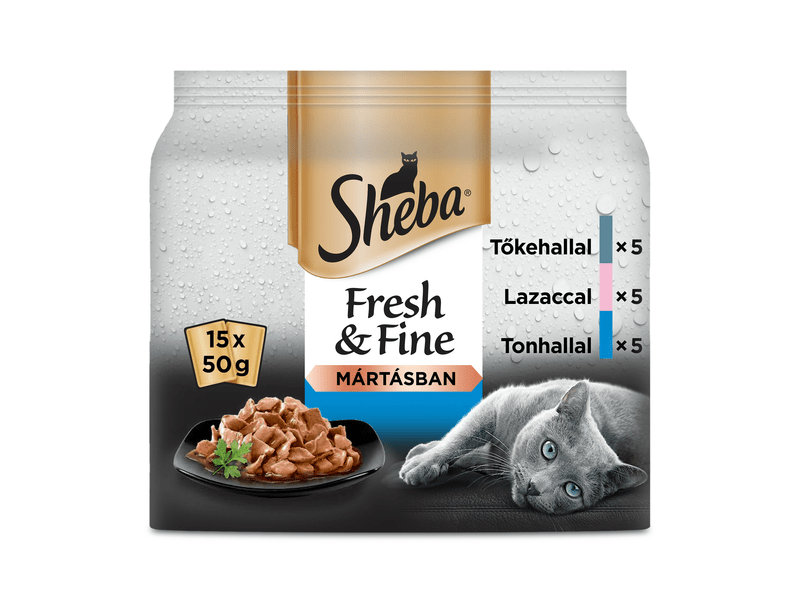 Sheba®
Fresh
& Fine
MÁRTÁSBAN
15 x
50 g
Tőkehallal × 5
Lazaccal × 5
Tonhallal × 5